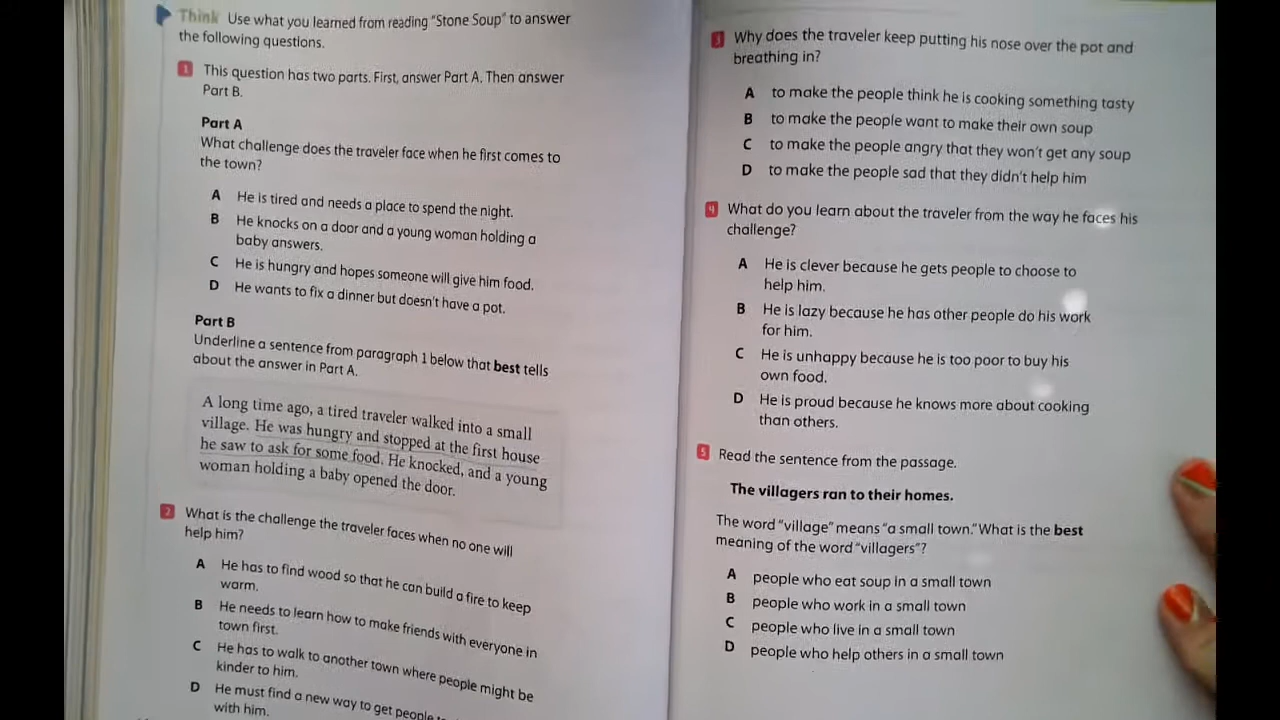 Think Use what you learned from reading "Stone Soup" to answer
the following questions.
1 This question has two parts. First, answer Part A. Then answer
Part B.
Part A
What challenge does the traveler face when he first comes to
the town?
A He is tired and needs a place to spend the night.
B He knocks on a door and a young woman holding a
baby answers.
C He is hungry and hopes someone will give him food.
D He wants to fix a dinner but doesn't have a pot.
Part B
Underline a sentence from paragraph 1 below that best tells
about the answer in Part A.
A long time ago, a tired traveler walked into a small
village. He was hungry and stopped at the first house
he saw to ask for some food. He knocked, and a young
woman holding a baby opened the door.
2 What is the challenge the traveler faces when no one will
help him?
A He has to find wood so that he can build a fire to keep
warm.
B He needs to learn how to make friends with everyone in
town first.
C He has to walk to another town where people might be
kinder to him.
D He must find a new way to get people
with him.
3 Why does the traveler keep putting his nose over the pot and
breathing in?
A to make the people think he is cooking something tasty
B to make the people want to make their own soup
C to make the people angry that they won't get any soup
D to make the people sad that they didn't help him
4 What do you learn about the traveler from the way he faces his
challenge?
A He is clever because he gets people to choose to
help him.
B He is lazy because he has other people do his work
for him.
C He is unhappy because he is too poor to buy his
own food.
D He is proud because he knows more about cooking
than others.
5 Read the sentence from the passage.
The villagers ran to their homes.
The word "village" means "a small town." What is the best
meaning of the word "villagers"?
A people who eat soup in a small town
B people who work in a small town
C people who live in a small town
D people who help others in a small town